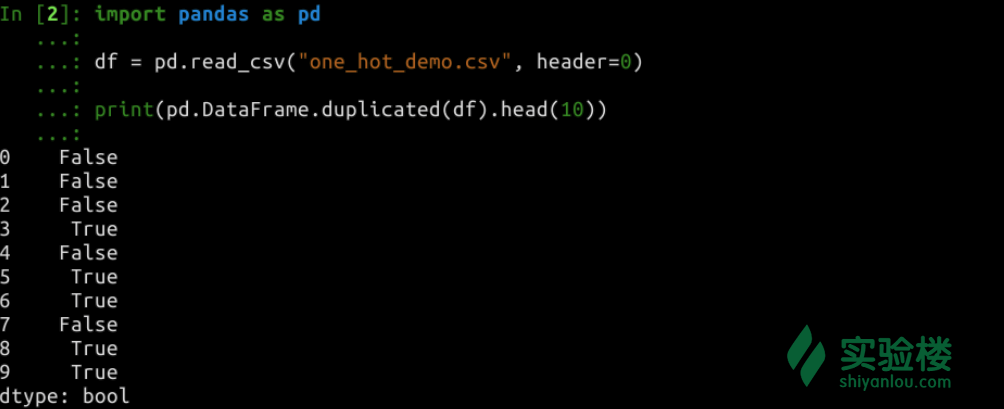 In [2]: import pandas as pd
   ...:
   ...: df = pd.read_csv("one_hot_demo.csv", header=0)
   ...:
   ...: print(pd.DataFrame.duplicated(df).head(10))
   ...:
0    False
1    False
2    False
3     True
4    False
5     True
6     True
7    False
8     True
9     True
dtype: bool
实验楼
shiyanlou.com